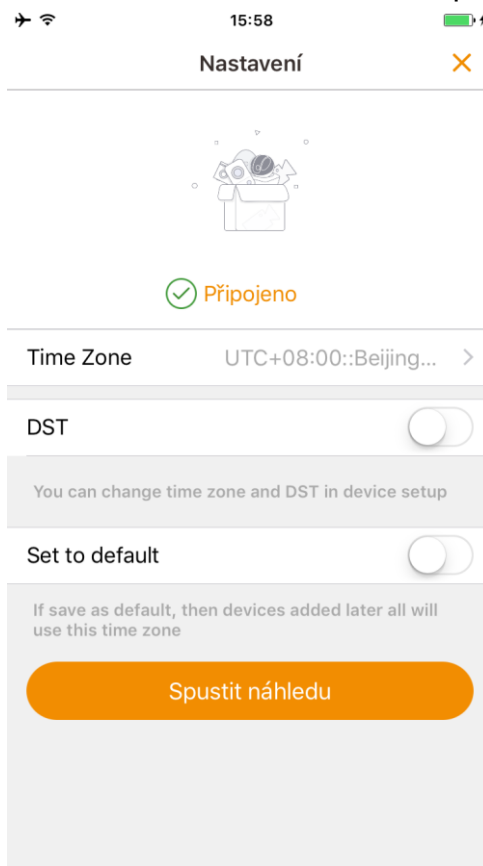 15:58
Nastavení
Připojeno
Time Zone UTC+08:00::Beijing...
DST
You can change time zone and DST in device setup
Set to default
If save as default, then devices added later all will
use this time zone
Spustit náhledu